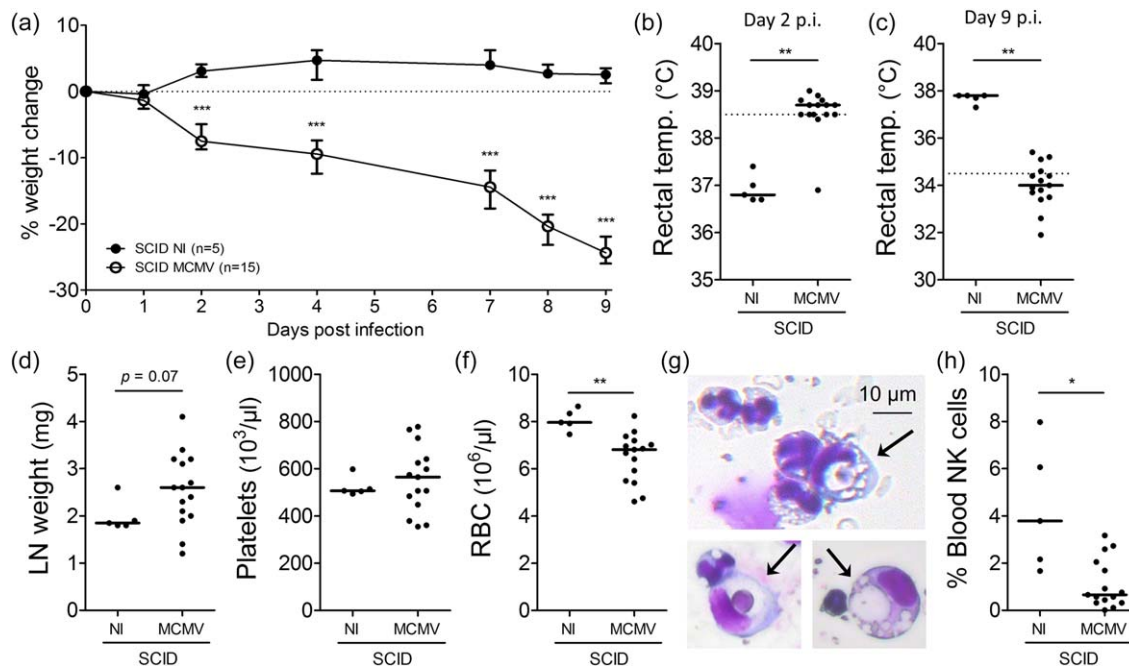 (a)
% weight change
10
0
-10
-20
-30
***
***
***
***
***
SCID NI (n=5)
SCID MCMV (n=15)
0 1 2 3 4 5 6 7 8 9
Days post infection
(b)
Day 2 p.i.
Rectal temp. (°C)
40
39
38
37
36
35
**
NI MCMV
SCID
(c)
Day 9 p.i.
Rectal temp. (°C)
40
38
36
34
32
30
**
NI MCMV
SCID
(d)
LN weight (mg)
5
4
3
2
1
0
p = 0.07
NI MCMV
SCID
(e)
Platelets (10³/µl)
1000
800
600
400
200
0
NI MCMV
SCID
(f)
RBC (10⁶/µl)
10
8
6
4
2
0
**
NI MCMV
SCID
(g)
10 µm
(h)
% Blood NK cells
10
8
6
4
2
0
*
NI MCMV
SCID